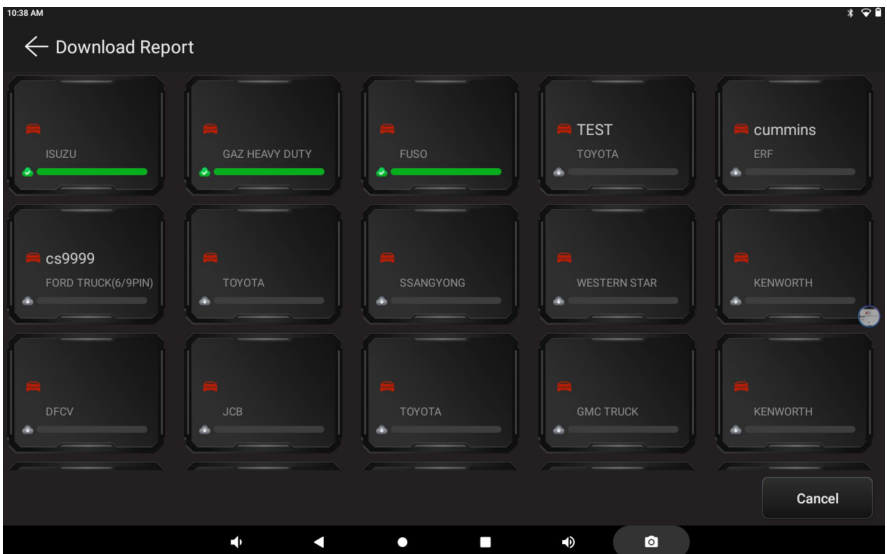 10:38 AM
Download Report
ISUZU
GAZ HEAVY DUTY
FUSO
TEST
TOYOTA
cummins
ERF
cs9999
FORD TRUCK(6/9PIN)
TOYOTA
SSANGYONG
WESTERN STAR
KENWORTH
DFCV
JCB
TOYOTA
GMC TRUCK
KENWORTH
Cancel